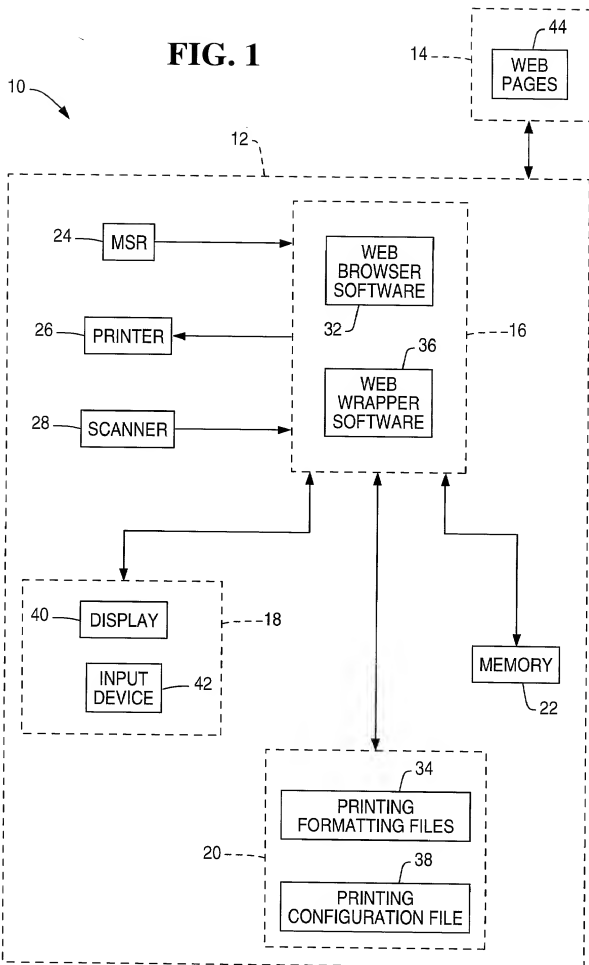 FIG. 1
44
14
WEB
PAGES
10
12
24
MSR
WEB
BROWSER
SOFTWARE
32
26
PRINTER
16
36
WEB
WRAPPER
SOFTWARE
28
SCANNER
40
DISPLAY
18
INPUT
DEVICE
42
MEMORY
22
34
PRINTING
FORMATTING FILES
20
38
PRINTING
CONFIGURATION FILE